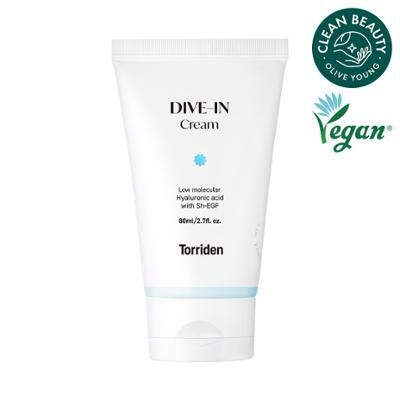 CLEAN BEAUTY
OLIVE YOUNG
Vegan®
DIVE-IN
Cream
Low molecular
Hyaluronic acid
with Sh-EGF
80ml/2.7fl. oz.
Torriden